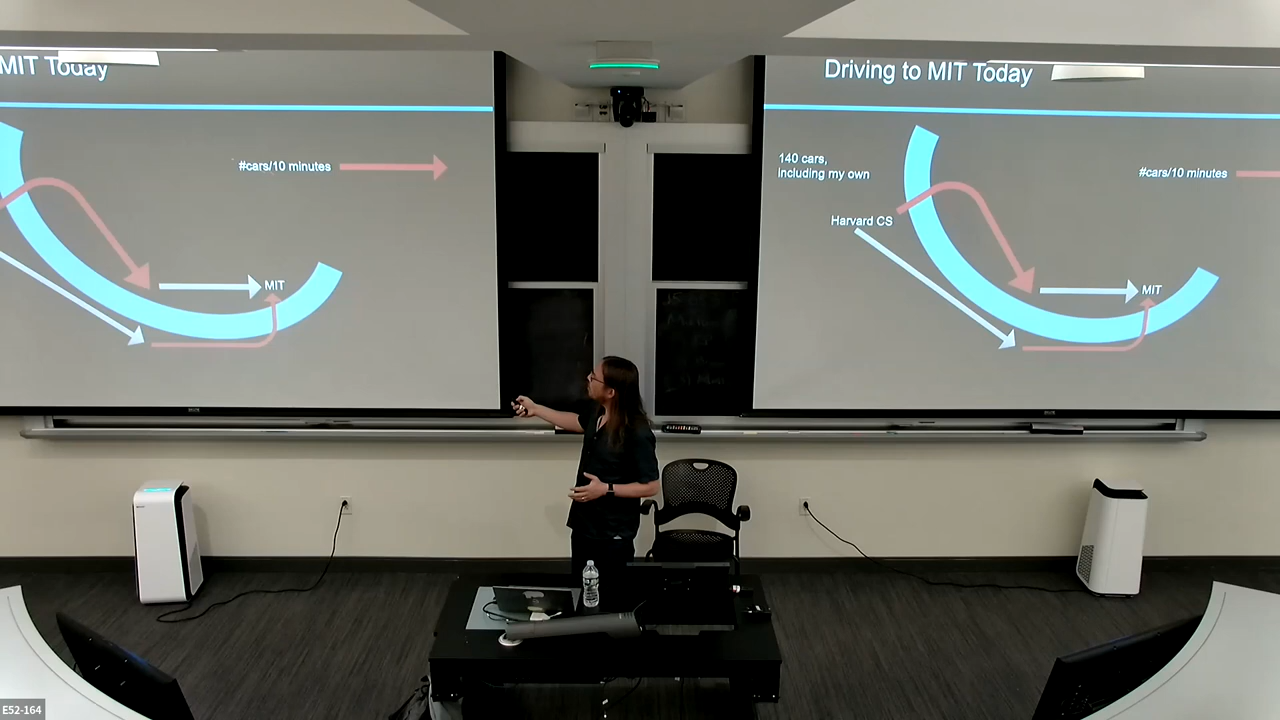 MIT Today
#cars/10 minutes
MIT
Driving to MIT Today
140 cars,
including my own
#cars/10 minutes
Harvard CS
MIT
E52-164